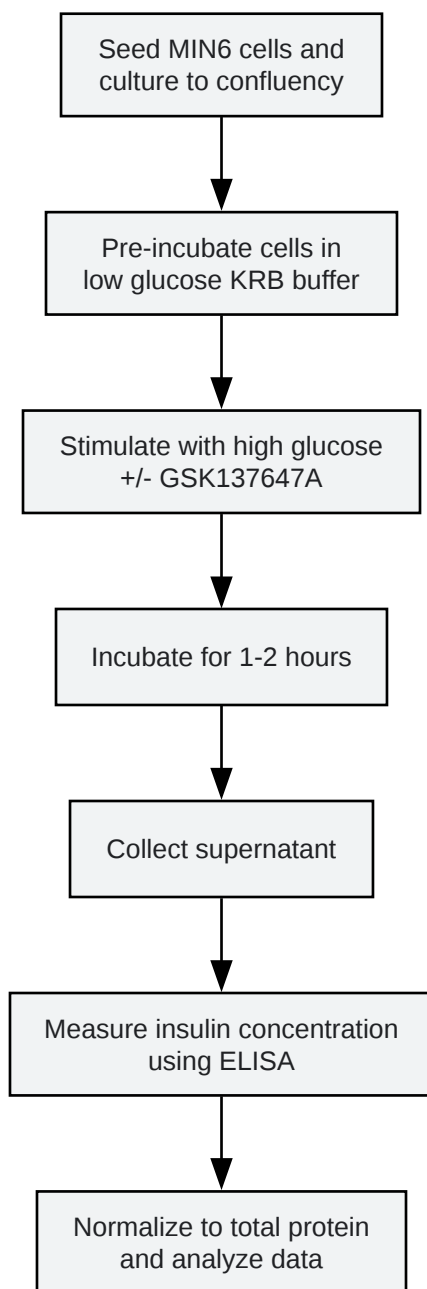 Seed MIN6 cells and
culture to confluency
Pre-incubate cells in
low glucose KRB buffer
Stimulate with high glucose
+/- GSK137647A
Incubate for 1-2 hours
Collect supernatant
Measure insulin concentration
using ELISA
Normalize to total protein
and analyze data